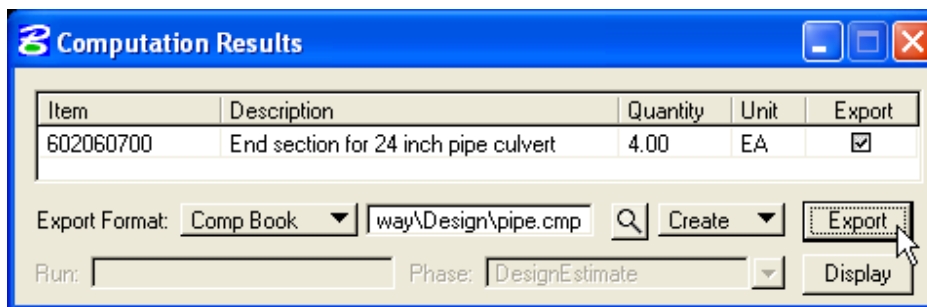 Computation Results
Item Description Quantity Unit Export
602060700 End section for 24 inch pipe culvert 4.00 EA
Export Format: Comp Book way\Design\pipe.cmp Create Export
Run: Phase: DesignEstimate Display